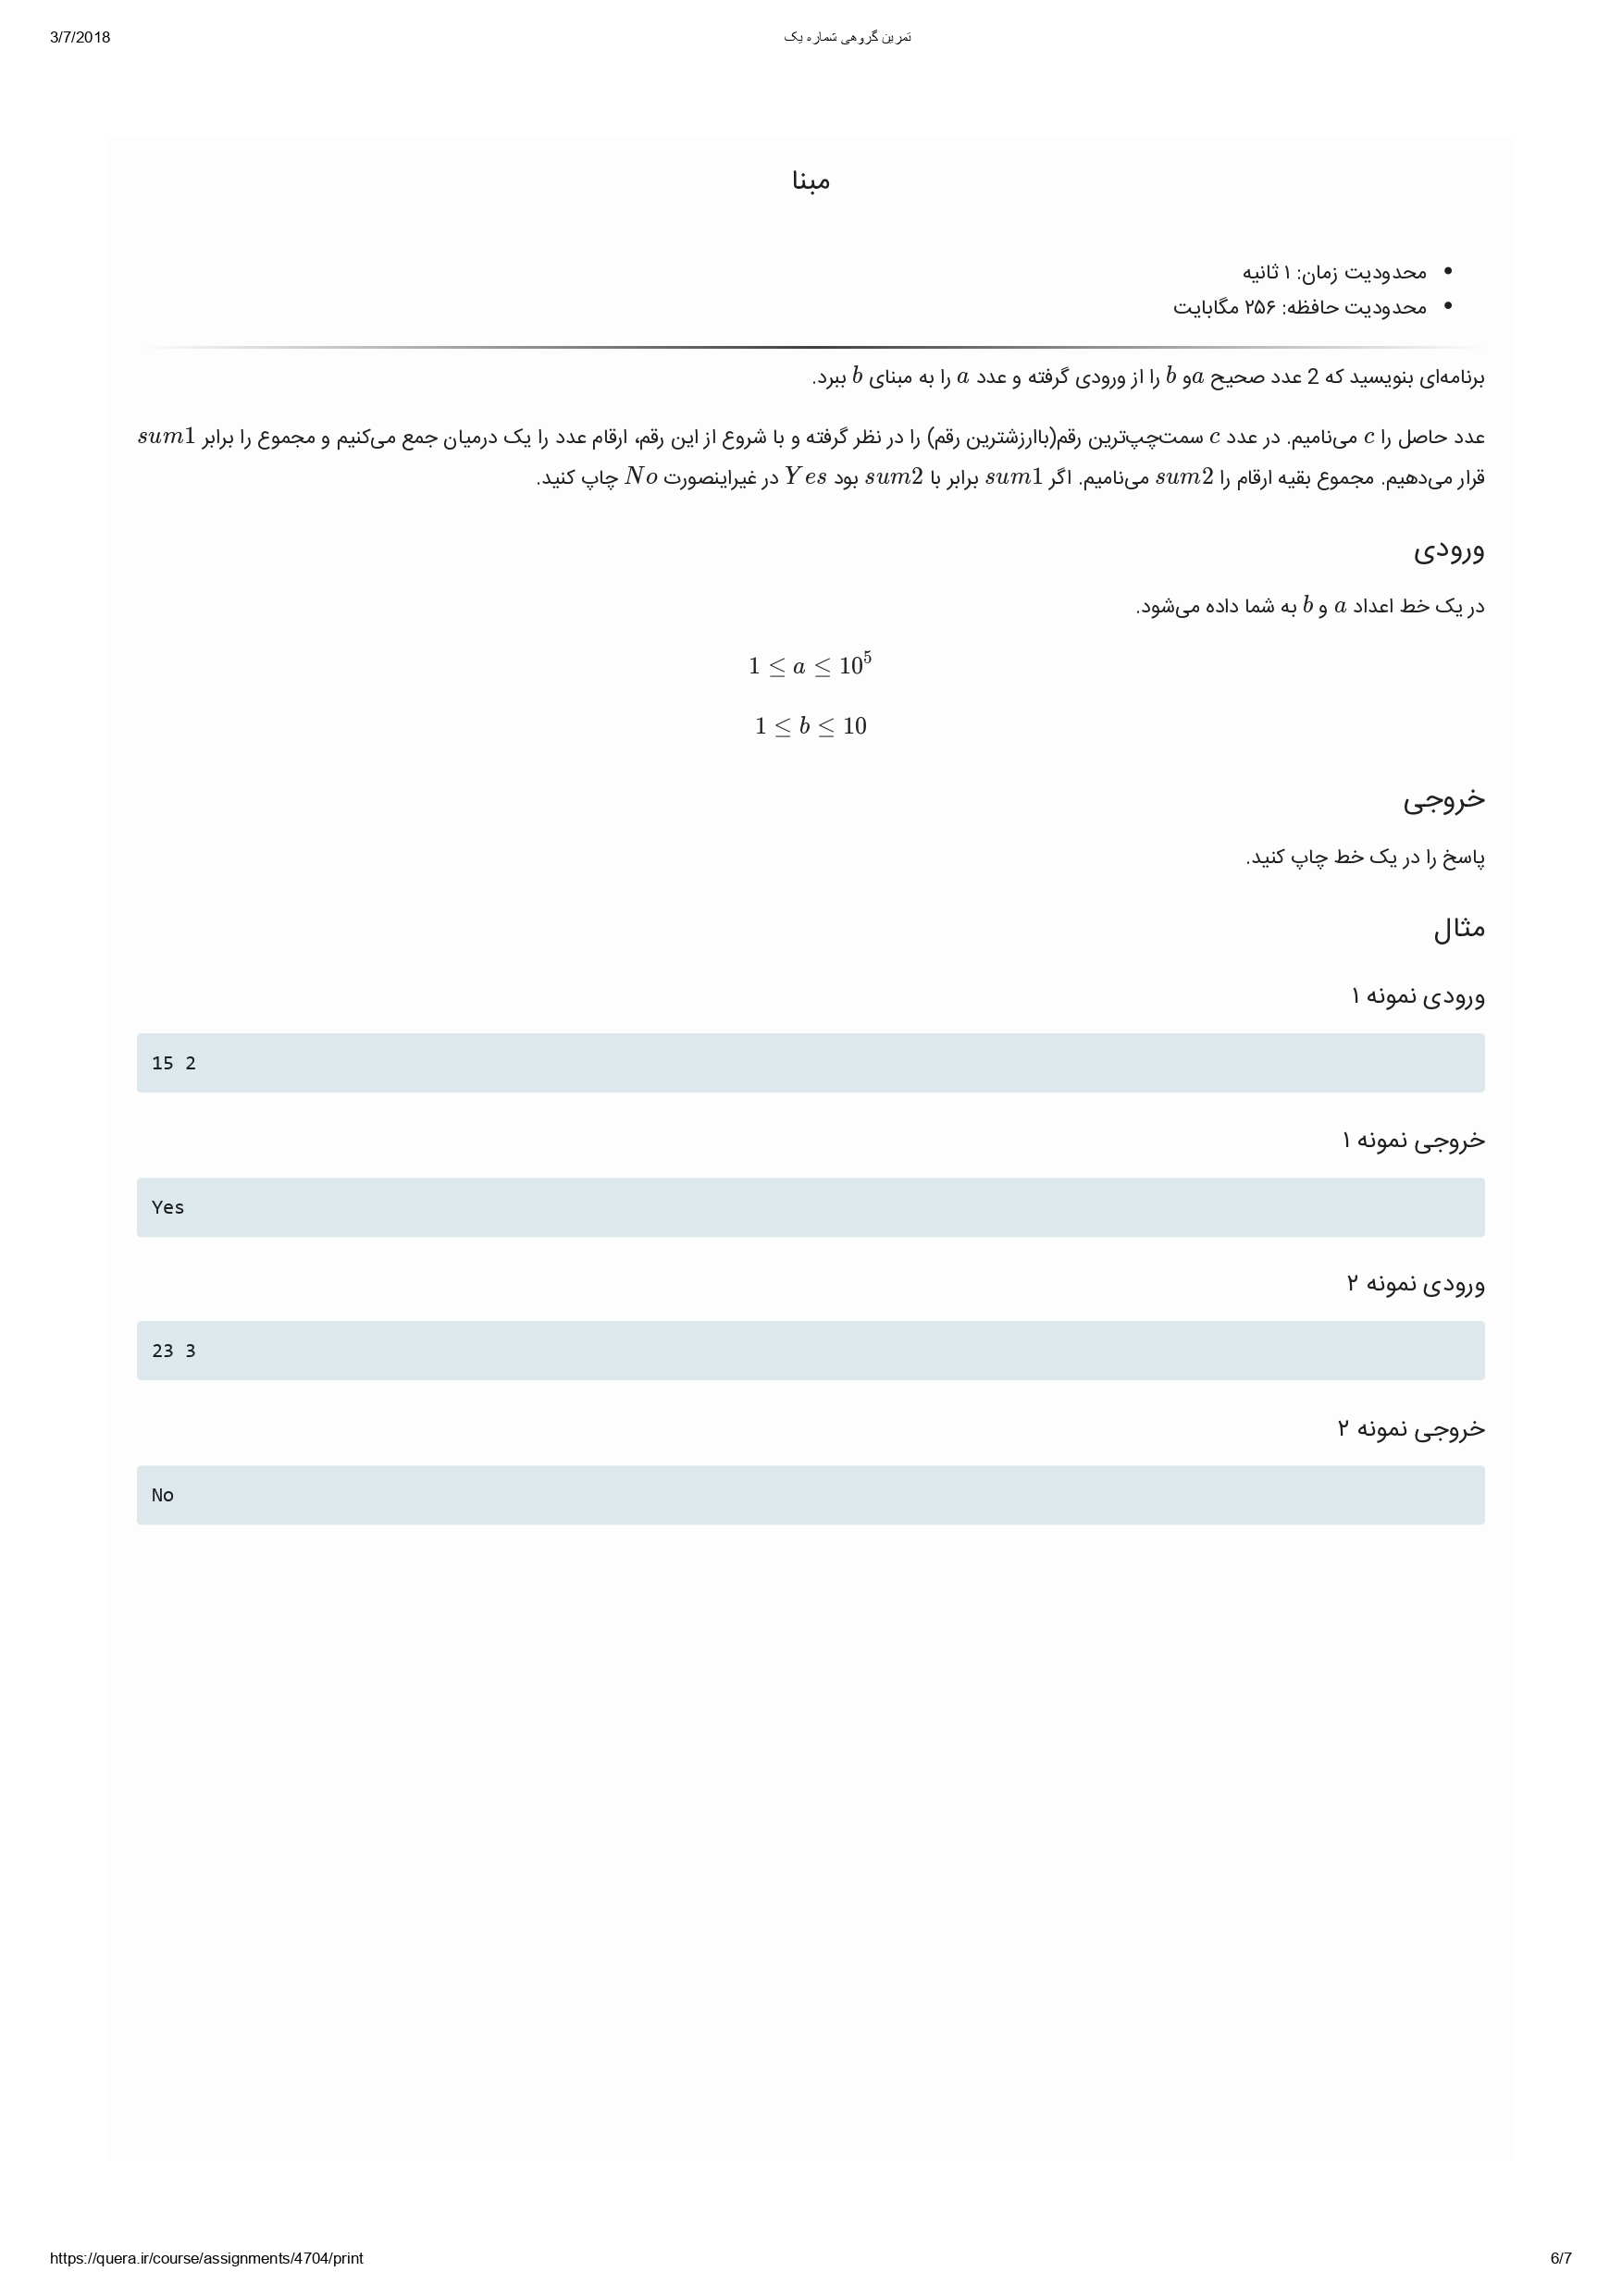 3/7/2018
تمرین گروهی شماره یک
مبنا
• محدودیت زمان: ۱ ثانیه
• محدودیت حافظه: ۲۵۶ مگابایت
برنامه‌ای بنویسید که 2 عدد صحیح a و b را از ورودی گرفته و عدد a را به مبنای b ببرد.
عدد حاصل را c می‌نامیم. در عدد c سمت‌چپ‌ترین رقم(باارزشترین رقم) را در نظر گرفته و با شروع از این رقم، ارقام عدد را یک درمیان جمع می‌کنیم و مجموع را برابر sum1
قرار می‌دهیم. مجموع بقیه ارقام را sum2 می‌نامیم. اگر sum1 برابر با sum2 بود Yes در غیراینصورت No چاپ کنید.
ورودی
در یک خط اعداد a و b به شما داده می‌شود.
1 ≤ a ≤ 10⁵
1 ≤ b ≤ 10
خروجی
پاسخ را در یک خط چاپ کنید.
مثال
ورودی نمونه ۱
15 2
خروجی نمونه ۱
Yes
ورودی نمونه ۲
23 3
خروجی نمونه ۲
No
https://quera.ir/course/assignments/4704/print
6/7